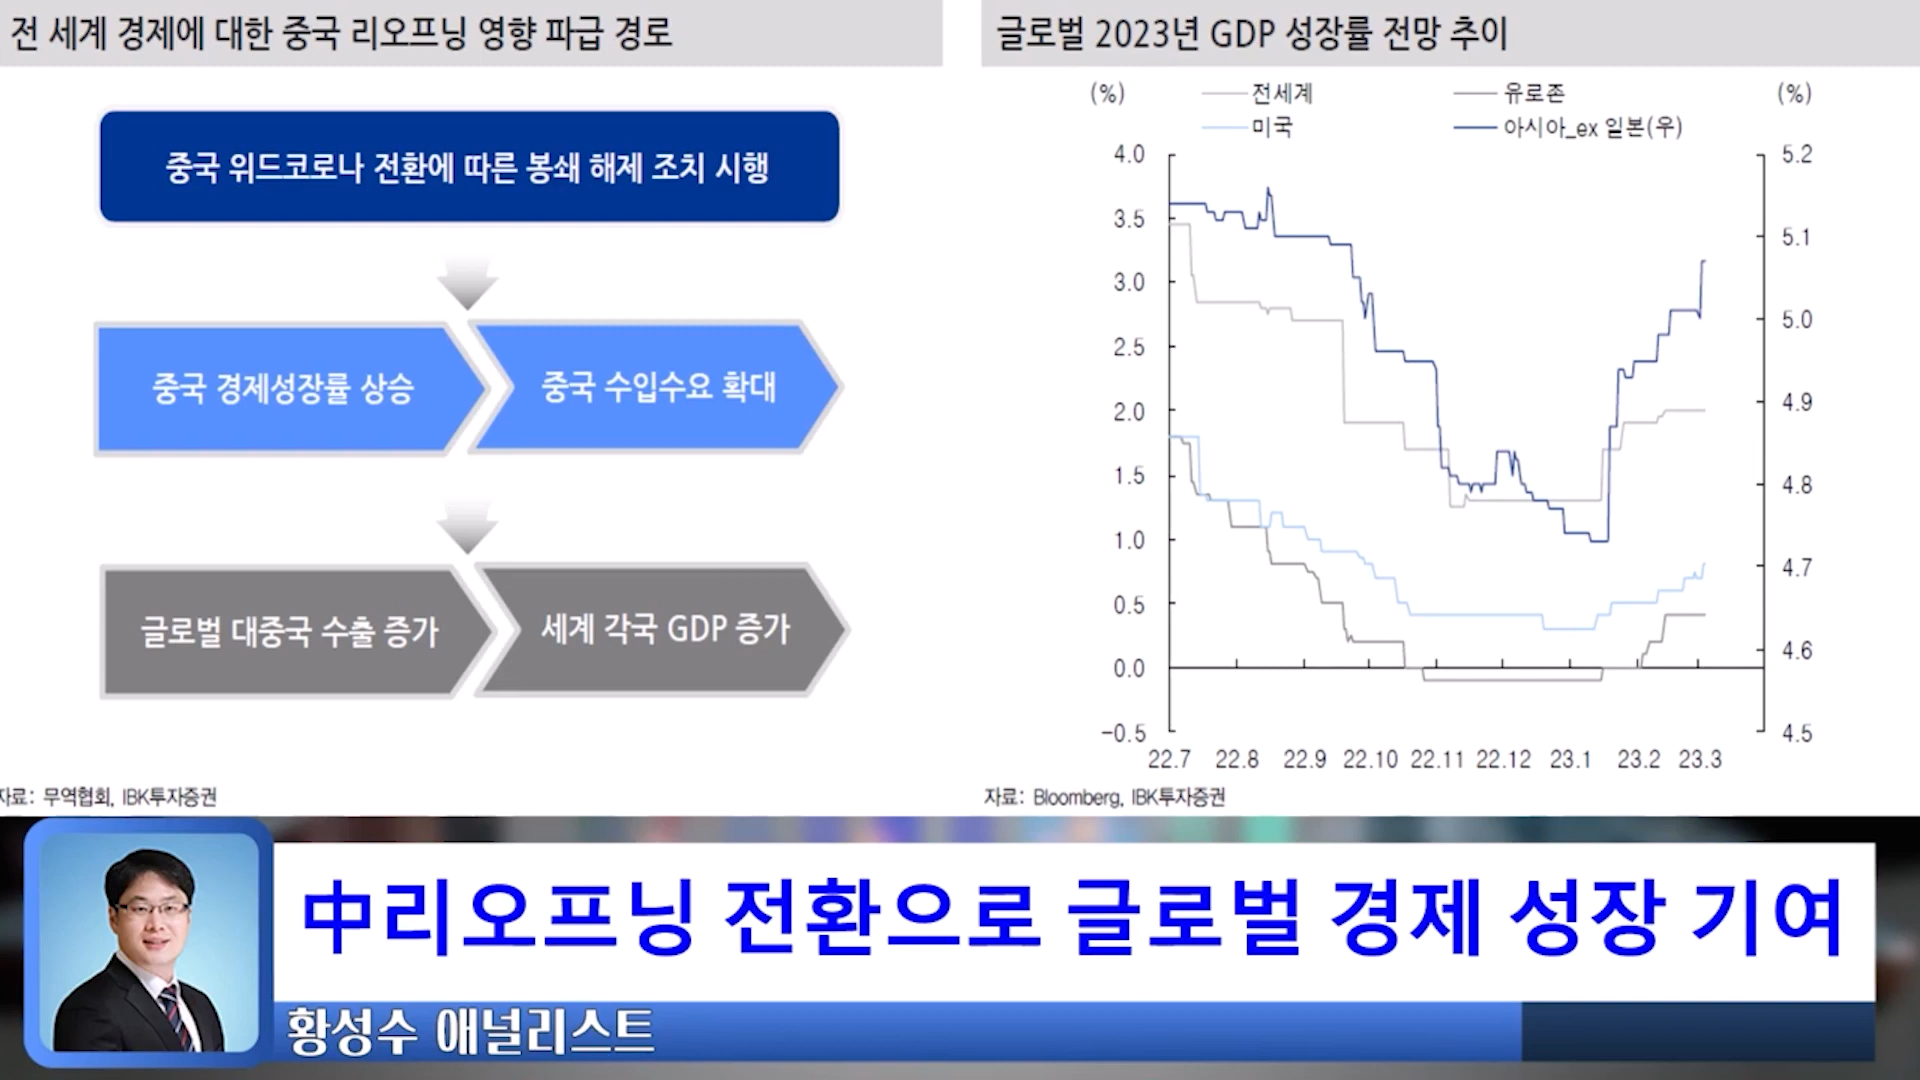 전 세계 경제에 대한 중국 리오프닝 영향 파급 경로
중국 위드코로나 전환에 따른 봉쇄 해제 조치 시행
중국 경제성장률 상승
중국 수입수요 확대
글로벌 대중국 수출 증가
세계 각국 GDP 증가
자료: 무역협회, IBK투자증권
글로벌 2023년 GDP 성장률 전망 추이
(%)
전세계
유로존
(%)
미국
아시아_ex 일본(우)
4.0
3.5
3.0
2.5
2.0
1.5
1.0
0.5
0.0
-0.5
5.2
5.1
5.0
4.9
4.8
4.7
4.6
4.5
22.7 22.8 22.9 22.10 22.11 22.12 23.1 23.2 23.3
자료: Bloomberg, IBK투자증권
中리오프닝 전환으로 글로벌 경제 성장 기여
황성수 애널리스트